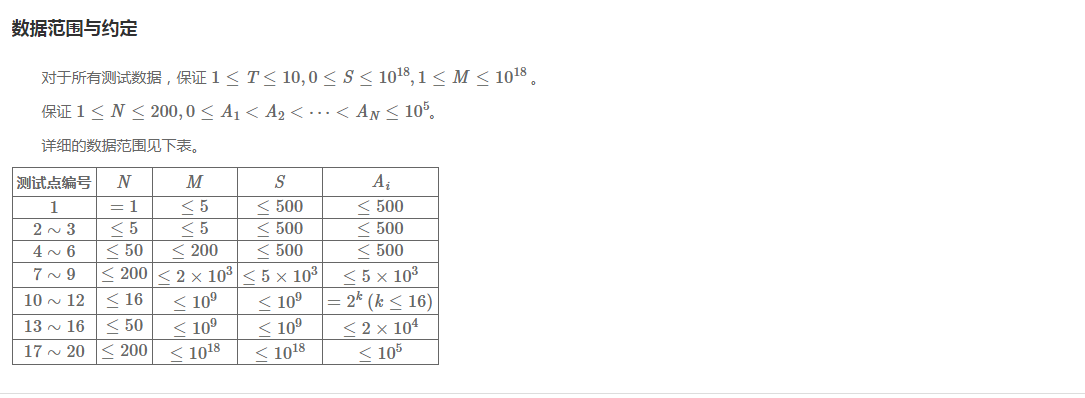 数据范围与约定
对于所有测试数据，保证 1 ≤ T ≤ 10, 0 ≤ S ≤ 10^18, 1 ≤ M ≤ 10^18 。
保证 1 ≤ N ≤ 200, 0 ≤ A_1 < A_2 < ⋯ < A_N ≤ 10^5。
详细的数据范围见下表。
测试点编号 N M S A_i
1 = 1 ≤ 5 ≤ 500 ≤ 500
2 ∼ 3 ≤ 5 ≤ 5 ≤ 500 ≤ 500
4 ∼ 6 ≤ 50 ≤ 200 ≤ 500 ≤ 500
7 ∼ 9 ≤ 200 ≤ 2 × 10^3 ≤ 5 × 10^3 ≤ 5 × 10^3
10 ∼ 12 ≤ 16 ≤ 10^9 ≤ 10^9 = 2^k (k ≤ 16)
13 ∼ 16 ≤ 50 ≤ 10^9 ≤ 10^9 ≤ 2 × 10^4
17 ∼ 20 ≤ 200 ≤ 10^18 ≤ 10^18 ≤ 10^5